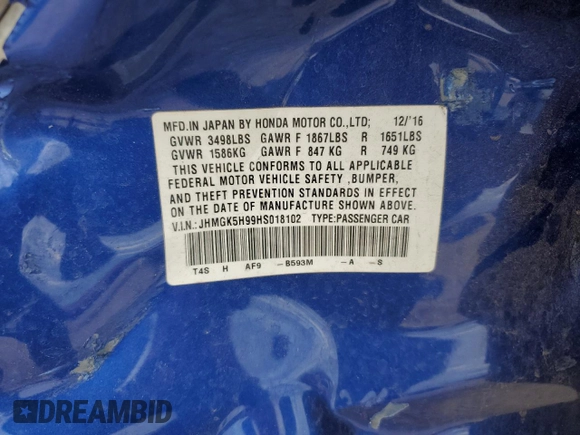 MFD.IN JAPAN BY HONDA MOTOR CO.,LTD; 12/'16
GVWR 3498LBS GAWR F 1867LBS R 1651LBS
GVWR 1586KG GAWR F 847 KG R 749 KG
THIS VEHICLE CONFORMS TO ALL APPLICABLE
FEDERAL MOTOR VEHICLE SAFETY ,BUMPER,
AND THEFT PREVENTION STANDARDS IN EFFECT
ON THE DATE OF MANUFACTURE SHOWN ABOVE.
V.I.N.:JHMGK5H99HS018102 TYPE:PASSENGER CAR
T4S H AF9 -B593M -A -S
DREAMBID